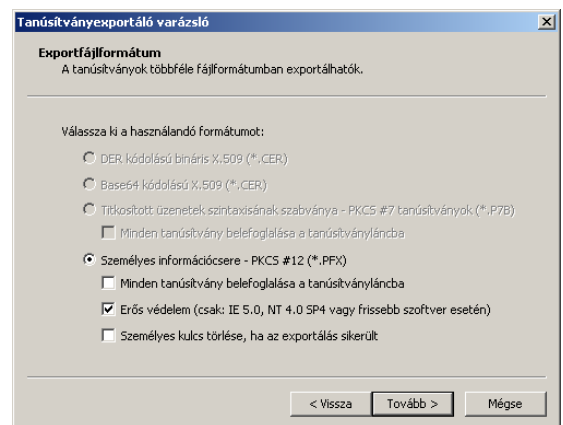 Tanúsítványexportáló varázsló
Exportfájlformátum
A tanúsítványok többféle fájlformátumban exportálhatók.
Válassza ki a használandó formátumot:
DER kódolású bináris X.509 (*.CER)
Base64 kódolású X.509 (*.CER)
Titkosított üzenetek szintaxisának szabványa - PKCS #7 tanúsítványok (*.P7B)
Minden tanúsítvány belefoglalása a tanúsítványláncba
Személyes információcsere - PKCS #12 (*.PFX)
Minden tanúsítvány belefoglalása a tanúsítványláncba
Erős védelem (csak: IE 5.0, NT 4.0 SP4 vagy frissebb szoftver esetén)
Személyes kulcs törlése, ha az exportálás sikerült
< Vissza Tovább > Mégse